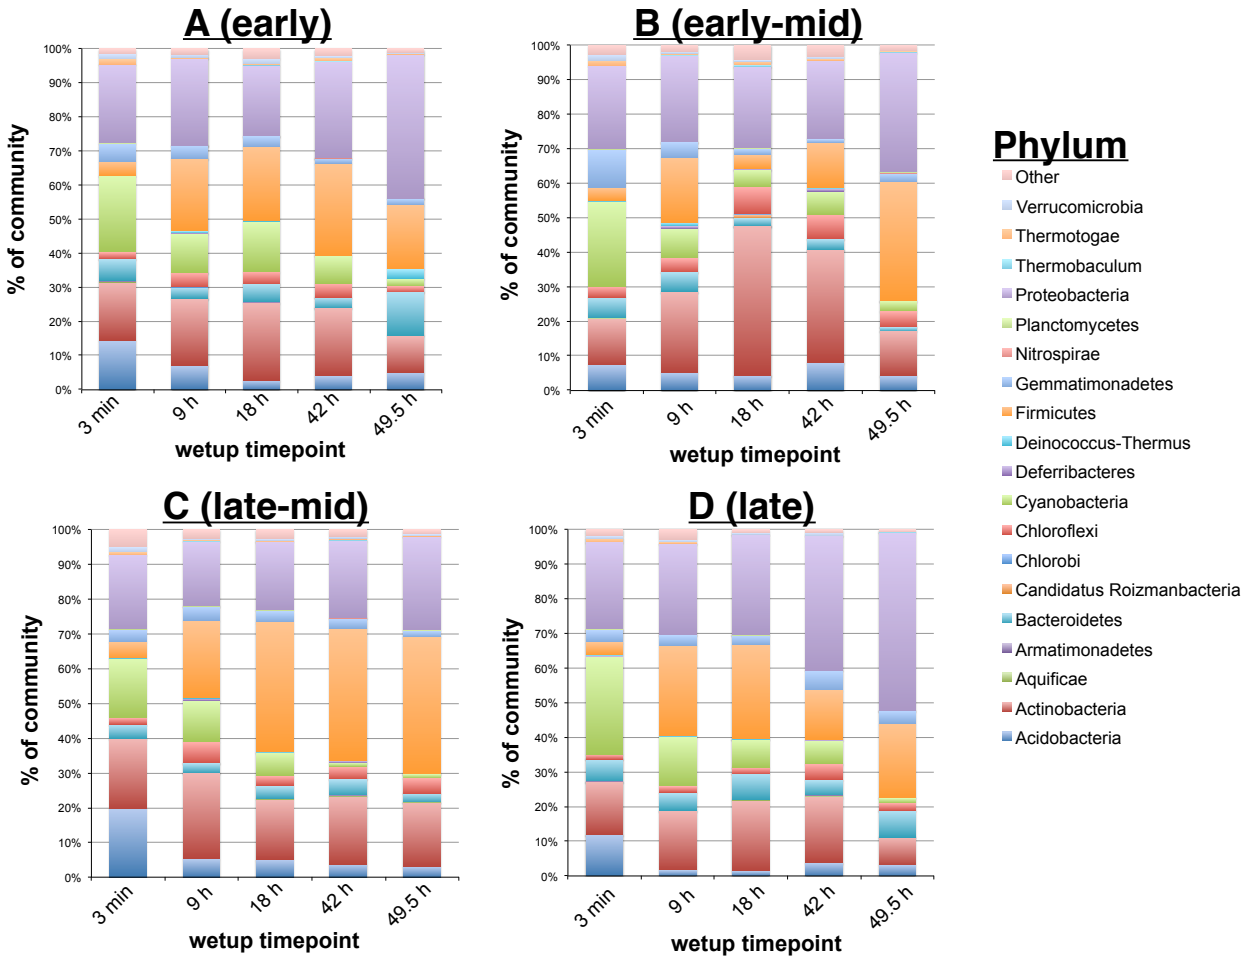 A (early)
% of community
100%
90%
80%
70%
60%
50%
40%
30%
20%
10%
0%
3 min
9 h
18 h
42 h
49.5 h
wetup timepoint
B (early-mid)
% of community
100%
90%
80%
70%
60%
50%
40%
30%
20%
10%
0%
3 min
9 h
18 h
42 h
49.5 h
wetup timepoint
C (late-mid)
% of community
100%
90%
80%
70%
60%
50%
40%
30%
20%
10%
0%
3 min
9 h
18 h
42 h
49.5 h
wetup timepoint
D (late)
% of community
100%
90%
80%
70%
60%
50%
40%
30%
20%
10%
0%
3 min
9 h
18 h
42 h
49.5 h
wetup timepoint
Phylum
Other
Verrucomicrobia
Thermotogae
Thermobaculum
Proteobacteria
Planctomycetes
Nitrospirae
Gemmatimonadetes
Firmicutes
Deinococcus-Thermus
Deferribacteres
Cyanobacteria
Chloroflexi
Chlorobi
Candidatus Roizmanbacteria
Bacteroidetes
Armatimonadetes
Aquificae
Actinobacteria
Acidobacteria